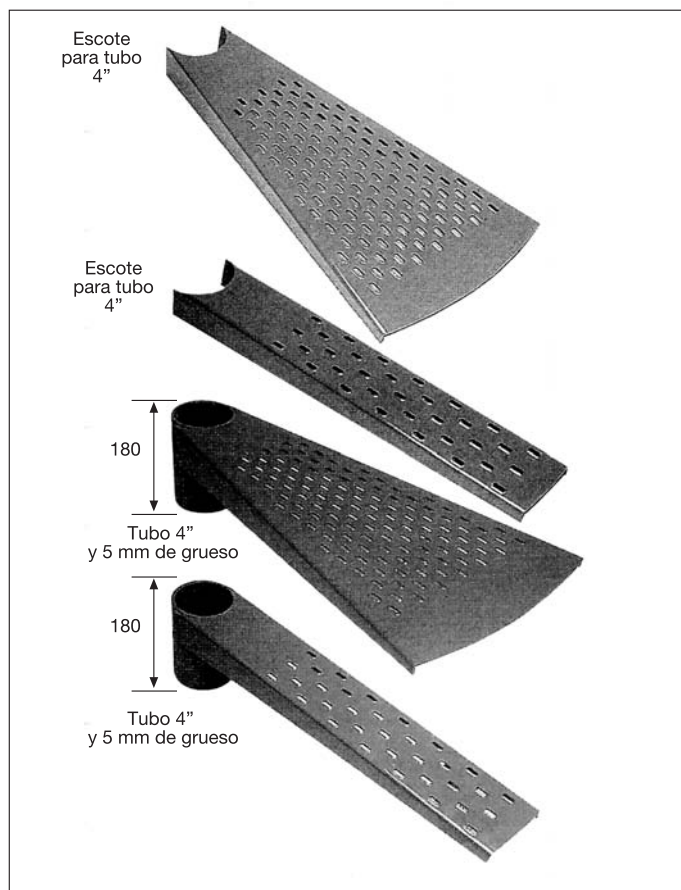 Escote
para tubo
4”
Escote
para tubo
4”
180
Tubo 4”
y 5 mm de grueso
180
Tubo 4”
y 5 mm de grueso